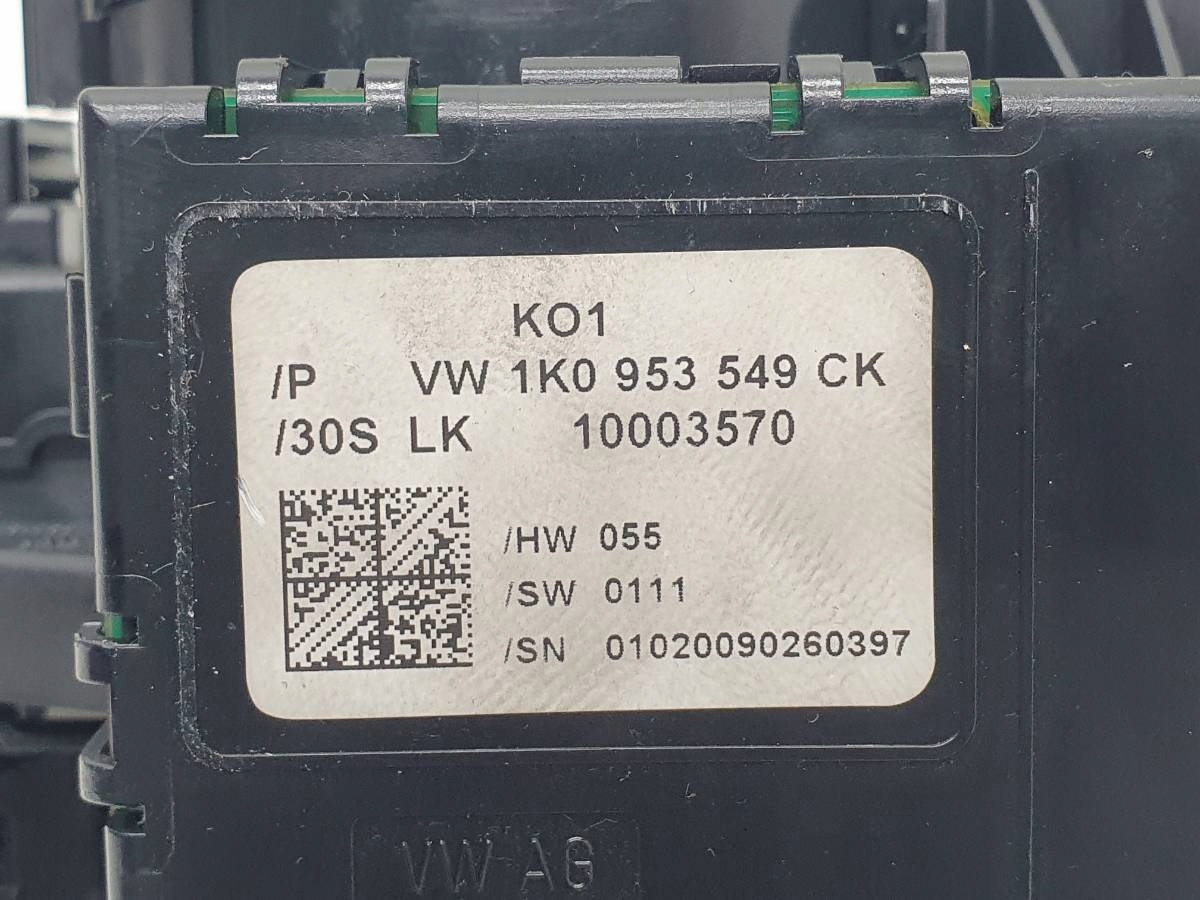 KO1
/P VW 1K0 953 549 CK
/30S LK 10003570
/HW 055
/SW 0111
/SN 01020090260397
VW AG